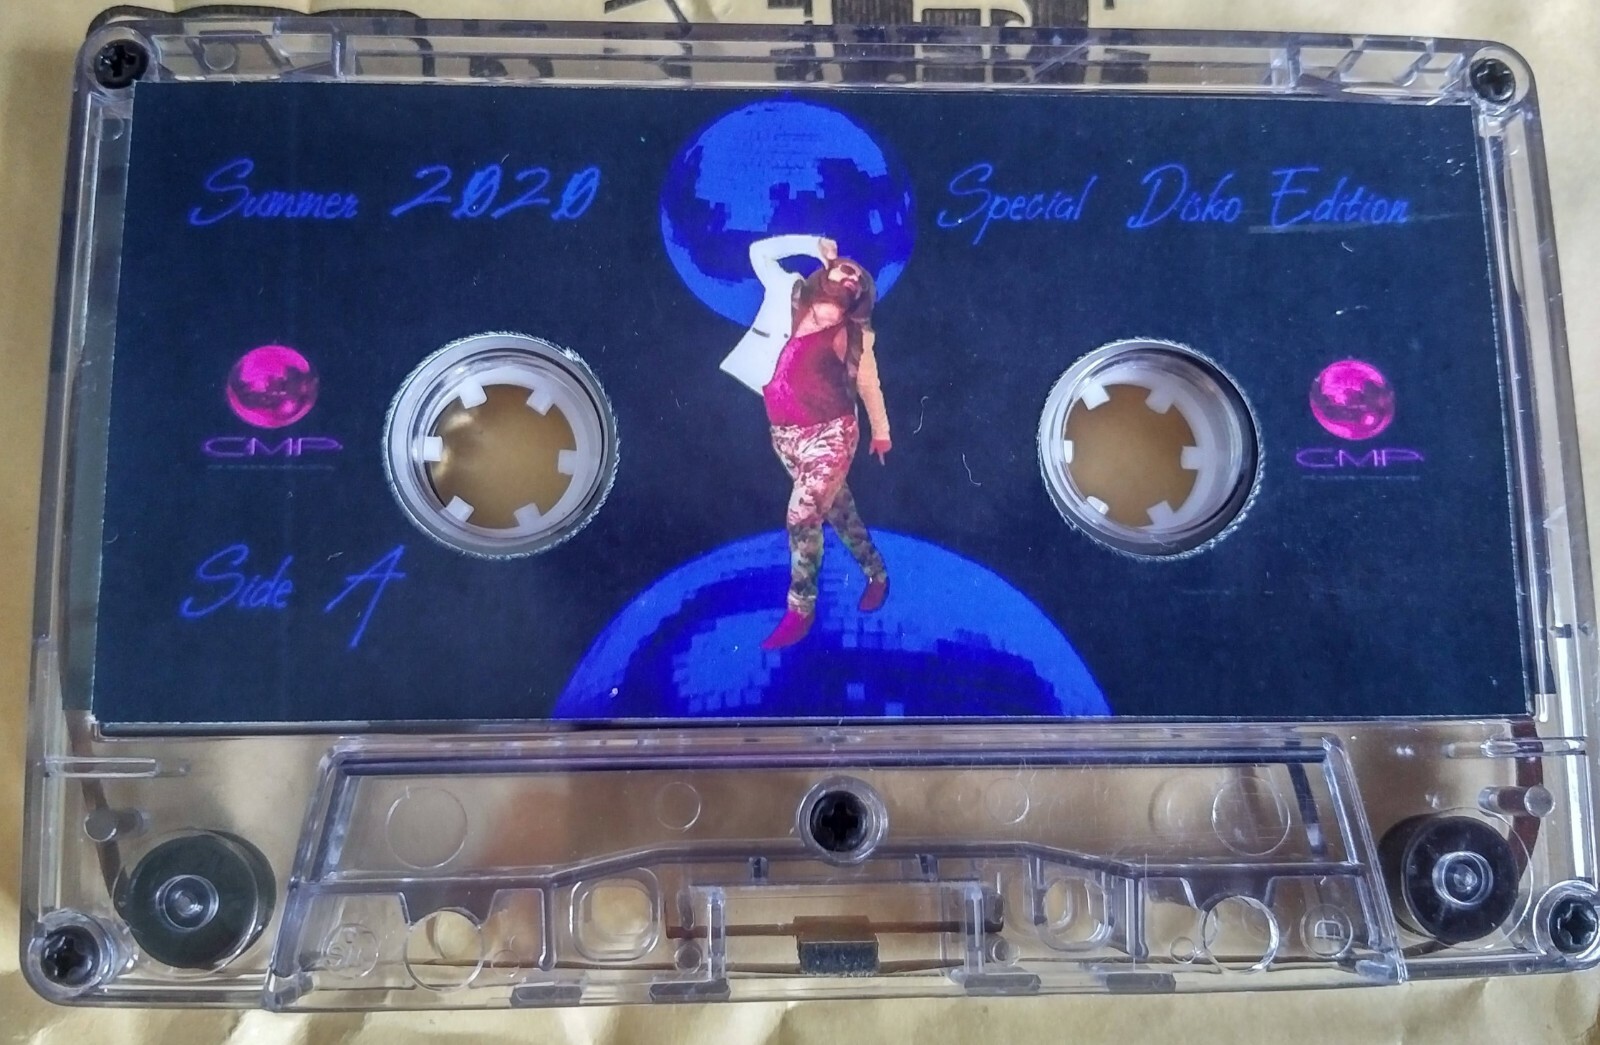 Summer 2020
Special Disko Edition
CMP
CMP
Side A